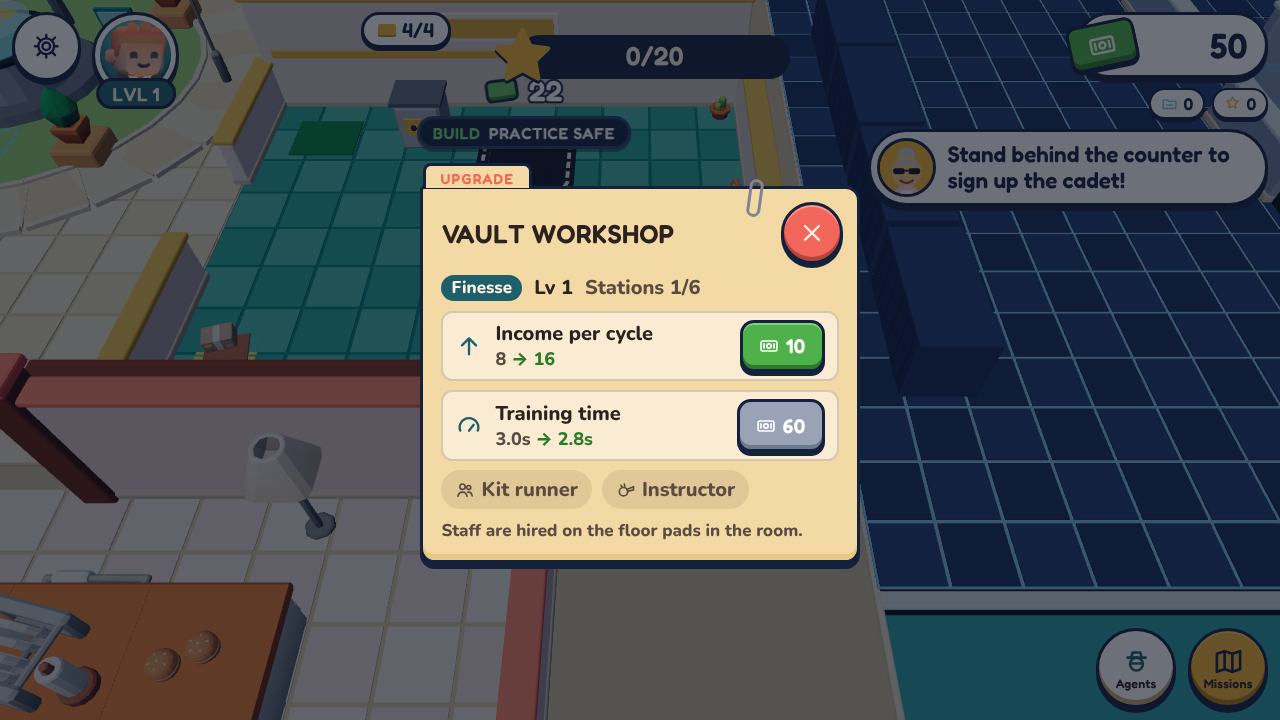 4/4
0/20
50
LVL 1
22
0
0
BUILD PRACTICE SAFE
Stand behind the counter to
sign up the cadet!
UPGRADE
VAULT WORKSHOP
Finesse Lv 1 Stations 1/6
Income per cycle
8 → 16
10
Training time
3.0s → 2.8s
60
Kit runner
Instructor
Staff are hired on the floor pads in the room.
Agents
Missions